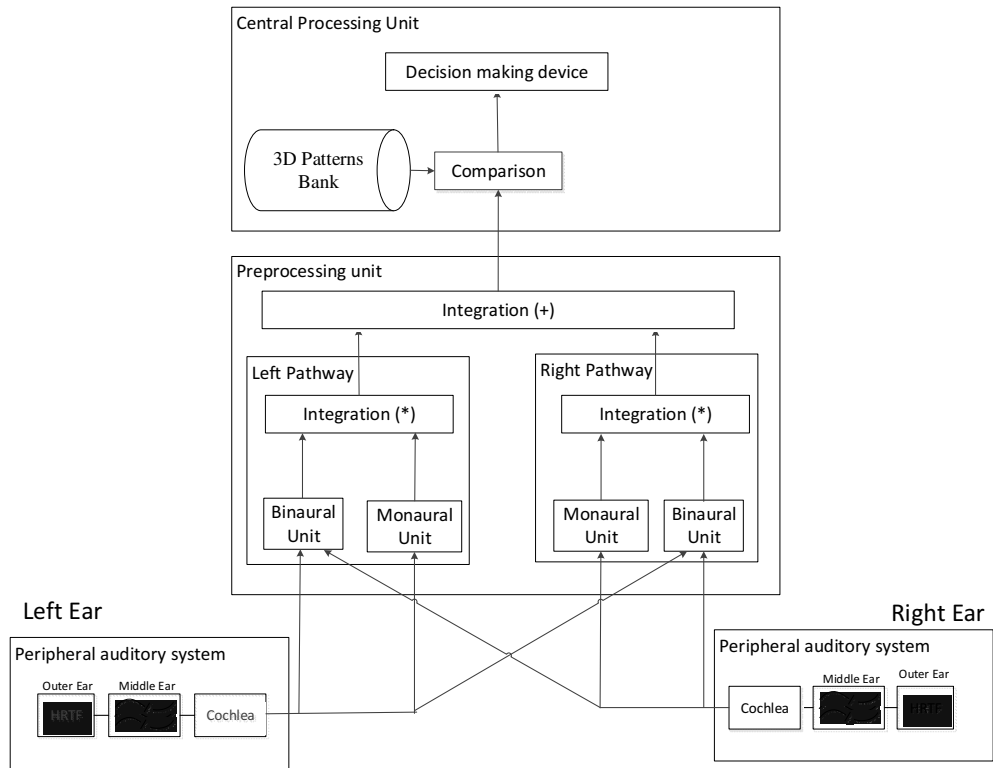 Central Processing Unit
Decision making device
3D Patterns
Bank
Comparison
Preprocessing unit
Integration (+)
Left Pathway
Integration (*)
Binaural
Unit
Monaural
Unit
Right Pathway
Integration (*)
Monaural
Unit
Binaural
Unit
Left Ear
Peripheral auditory system
Outer Ear
HRTF
Middle Ear
Cochlea
Right Ear
Peripheral auditory system
Cochlea
Middle Ear
Outer Ear
HRTF